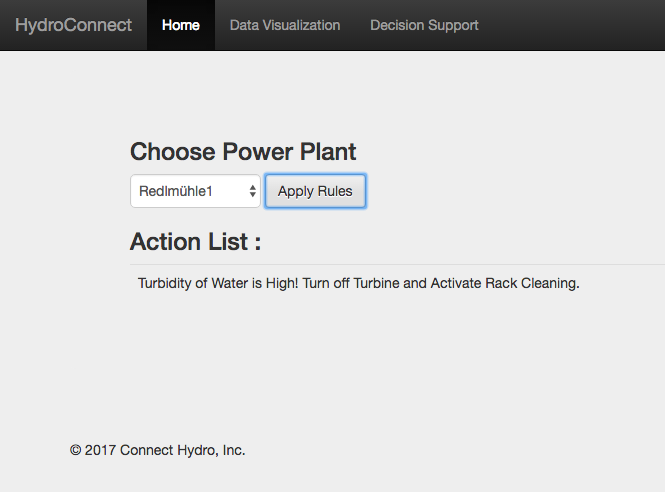 HydroConnect Home Data Visualization Decision Support
Choose Power Plant
Redlmühle1 Apply Rules
Action List :
Turbidity of Water is High! Turn off Turbine and Activate Rack Cleaning.
© 2017 Connect Hydro, Inc.